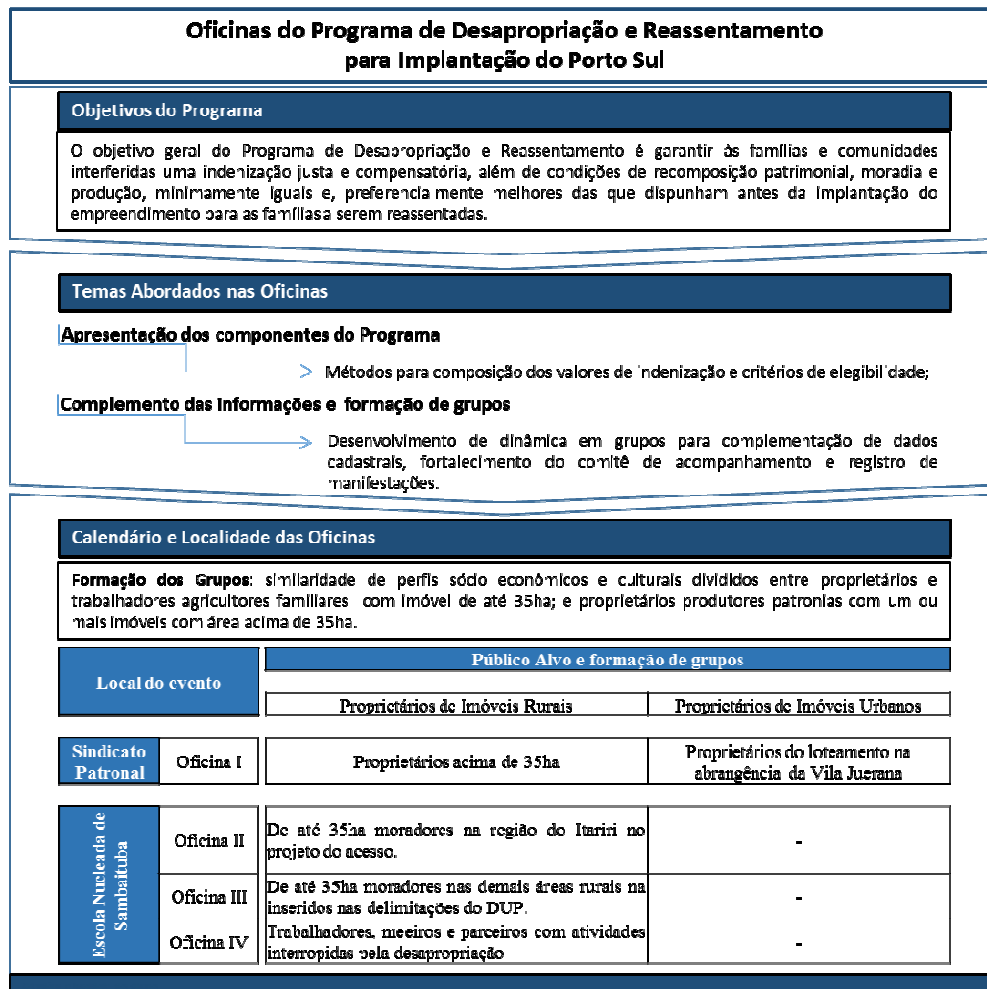 Oficinas do Programa de Desapropriação e Reassentamento
para Implantação do Porto Sul
Objetivos do Programa
O objetivo geral do Programa de Desapropriação e Reassentamento é garantir às famílias e comunidades
interferidas uma indenização justa e compensatória, além de condições de recomposição patrimonial, moradia e
produção, minimamente iguais e, preferencialmente melhores das que dispunham antes da implantação do
empreendimento para as famíliasa serem reassentadas.
Temas Abordados nas Oficinas
Apresentação dos componentes do Programa
Métodos para composição dos valores de indenização e critérios de elegibilidade;
Complemento das Informações e formação de grupos
Desenvolvimento de dinâmica em grupos para complementação de dados
cadastrais, fortalecimento do comitê de acompanhamento e registro de
manifestações.
Calendário e Localidade das Oficinas
Formação dos Grupos: similaridade de perfis sócio econômicos e culturais divididos entre proprietários e
trabalhadores agricultores familiares com imóvel de até 35ha; e proprietários produtores patronias com um ou
mais imóveis com área acima de 35ha.
Local do evento
Público Alvo e formação de grupos
Proprietários de Imóveis Rurais
Proprietários de Imóveis Urbanos
Sindicato
Patronal
Oficina I
Proprietários acima de 35ha
Proprietários do loteamento na
abrangência da Vila Juerana
Escola Nucleada de
Sambaituba
Oficina II
De até 35ha moradores na região do Itariri no
projeto do acesso.
-
Oficina III
De até 35ha moradores nas demais áreas rurais na
inseridos nas delimitações do DUP.
-
Oficina IV
Trabalhadores, meeiros e parceiros com atividades
interropidas pela desapropriação
-